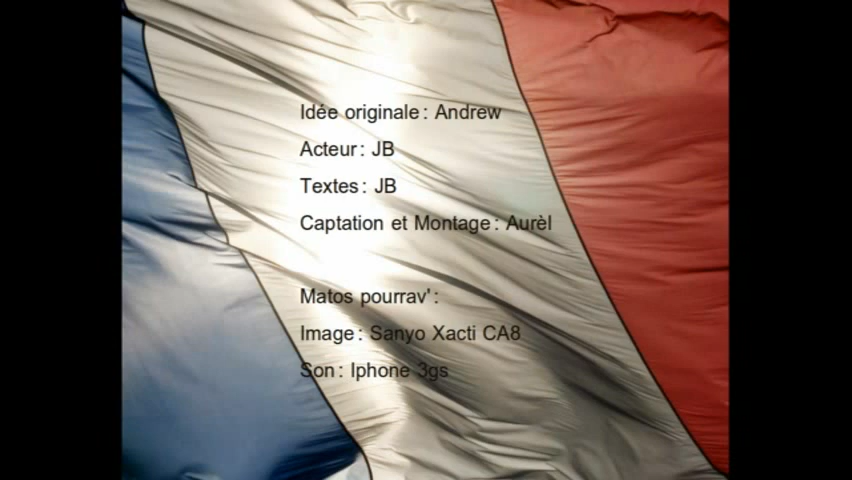 Idée originale : Andrew
Acteur : JB
Textes : JB
Captation et Montage : Aurèl
Matos pourrav' :
Image : Sanyo Xacti CA8
Son : Iphone 3gs